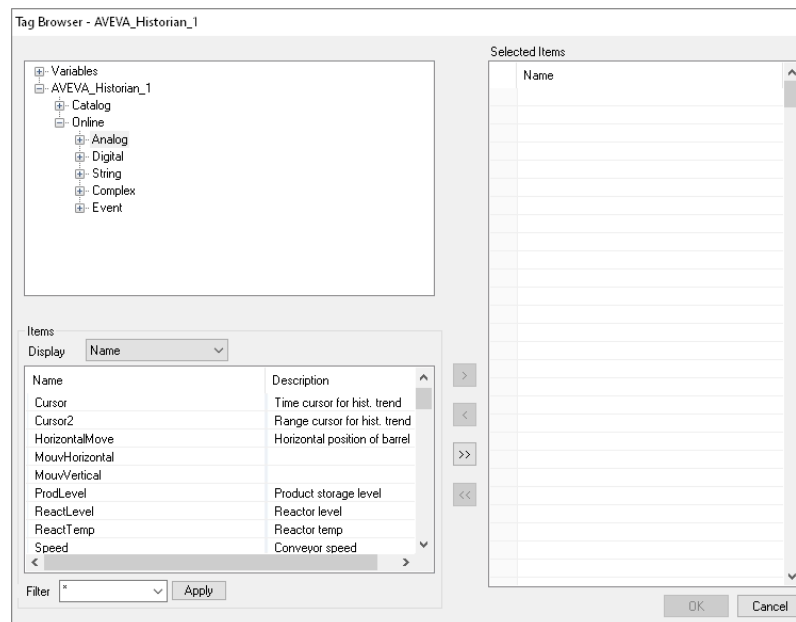 Tag Browser - AVEVA_Historian_1
Variables
AVEVA_Historian_1
Catalog
Online
Analog
Digital
String
Complex
Event
Items
Display Name
Name Description
Cursor Time cursor for hist. trend
Cursor2 Range cursor for hist. trend
HorizontalMove Horizontal position of barrel
MouvHorizontal
MouvVertical
ProdLevel Product storage level
ReactLevel Reactor level
ReactTemp Reactor temp
Speed Conveyor speed
Filter * Apply
>
<
>>
<<
Selected Items
Name
OK Cancel